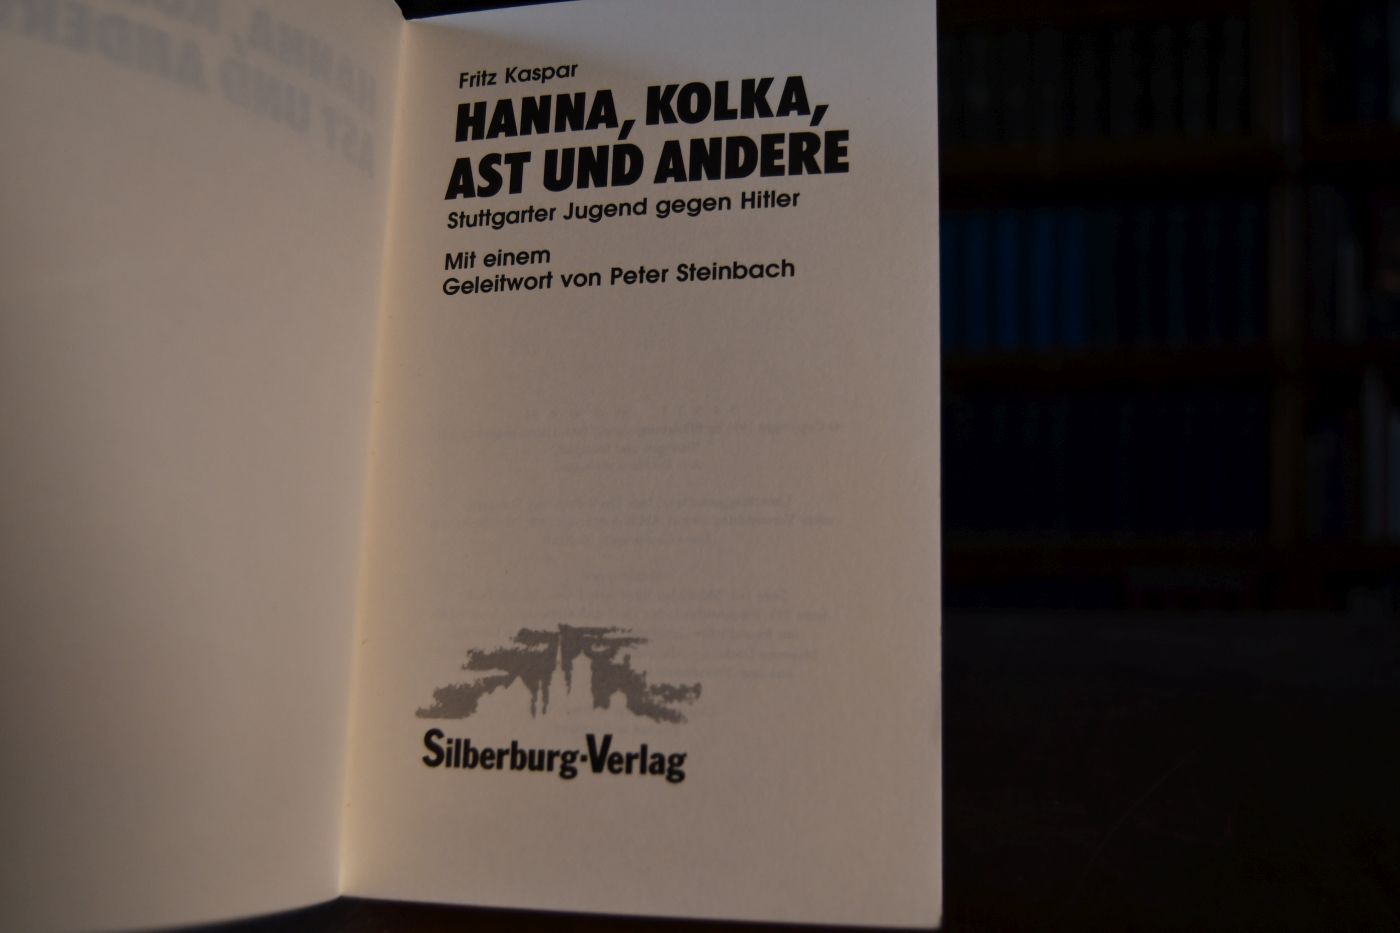 Fritz Kaspar
HANNA, KOLKA,
AST UND ANDERE
Stuttgarter Jugend gegen Hitler
Mit einem
Geleitwort von Peter Steinbach
Silberburg·Verlag